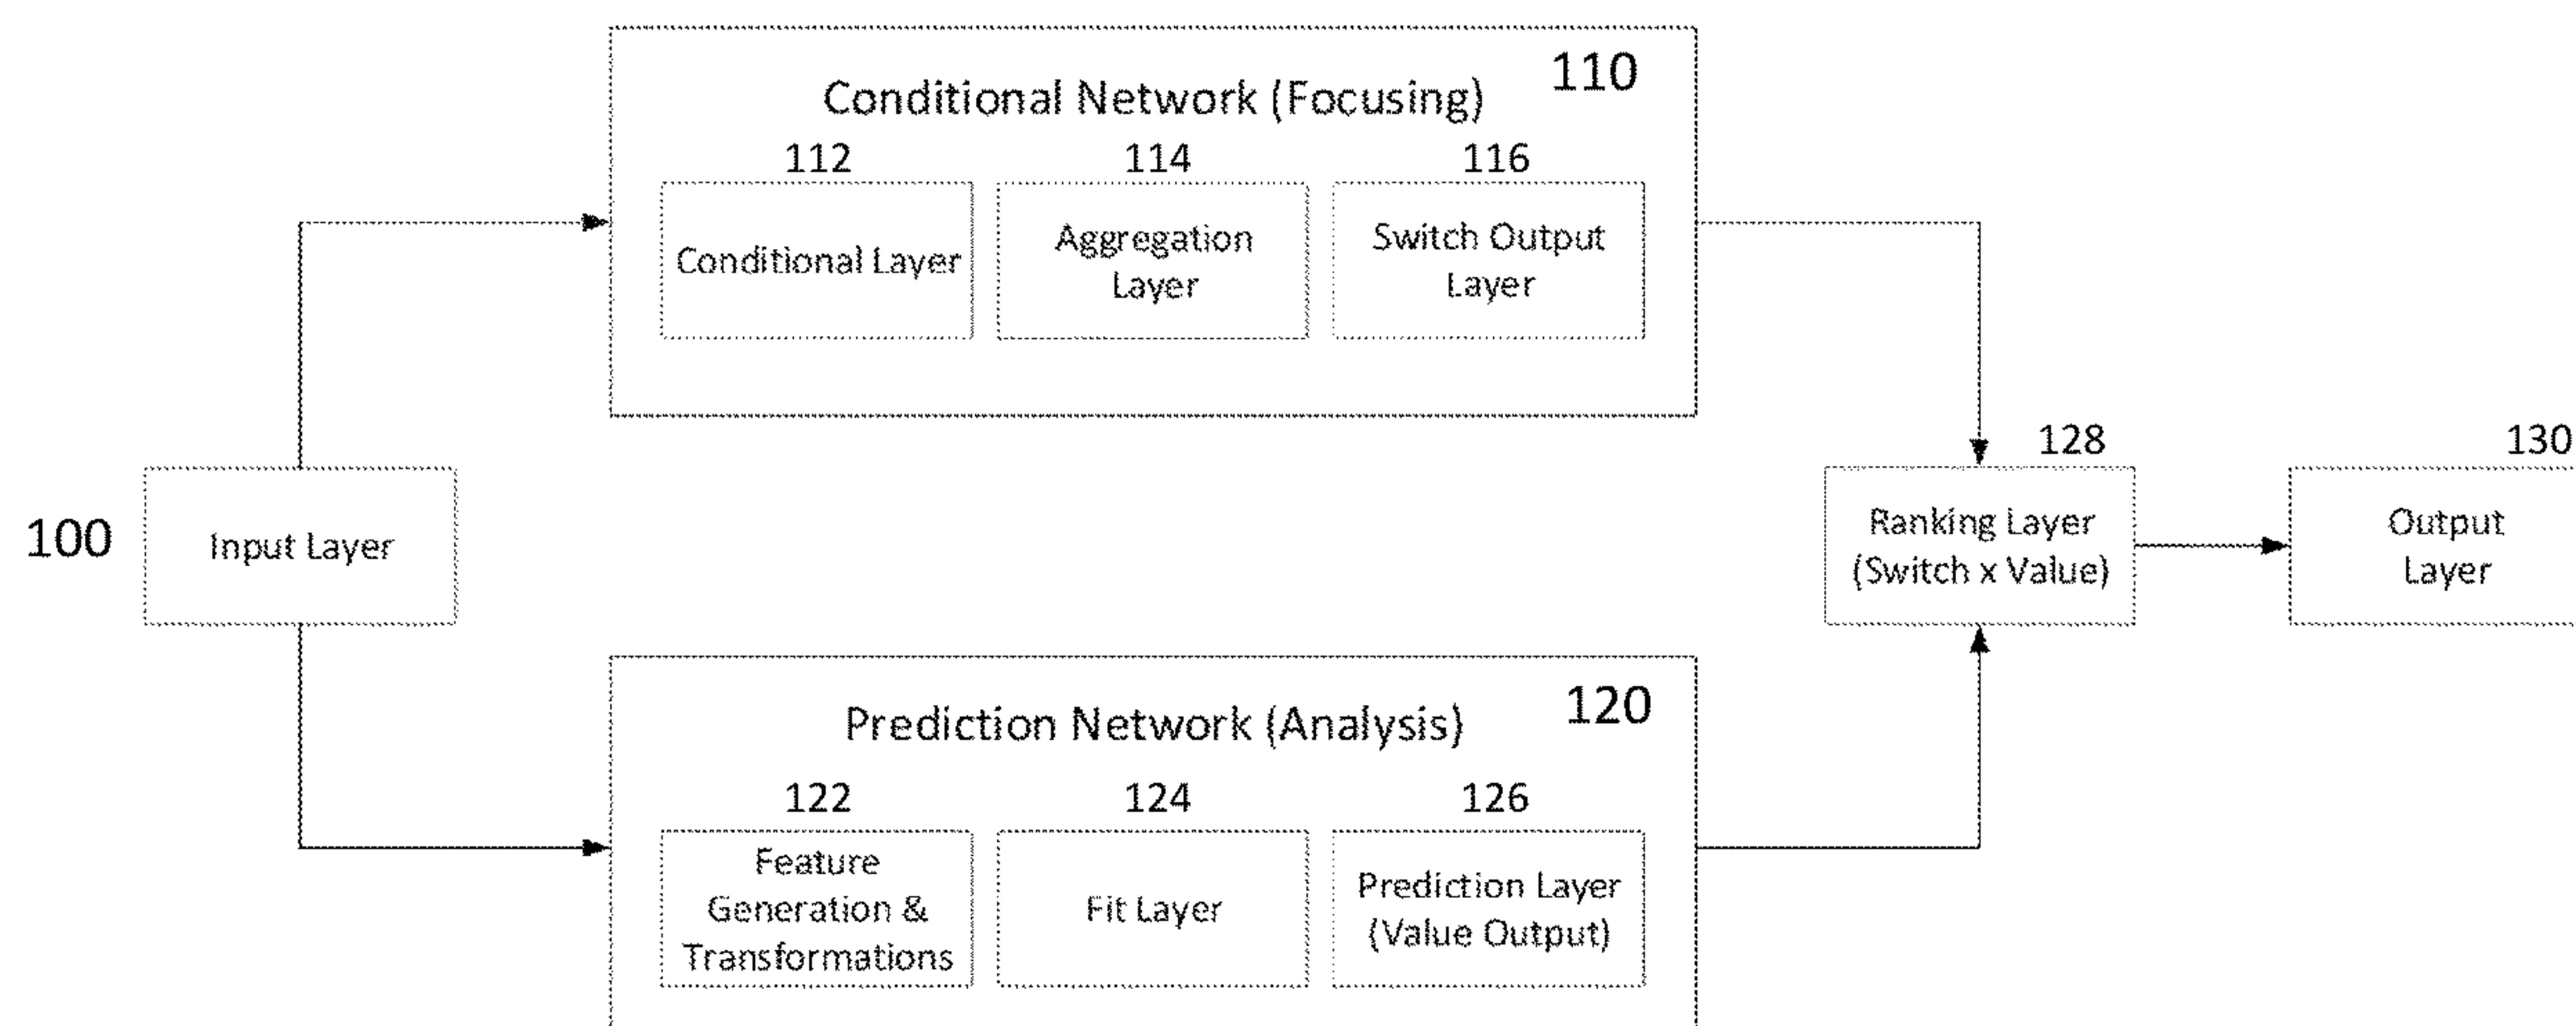 110
Conditional Network (Focusing)
112
114
116
Conditional Layer
Aggregation
Layer
Switch Output
Layer
100
Input Layer
128
Ranking Layer
(Switch x Value)
130
Output
Layer
120
Prediction Network (Analysis)
122
124
126
Feature
Generation &
Transformations
Fit Layer
Prediction Layer
(Value Output)